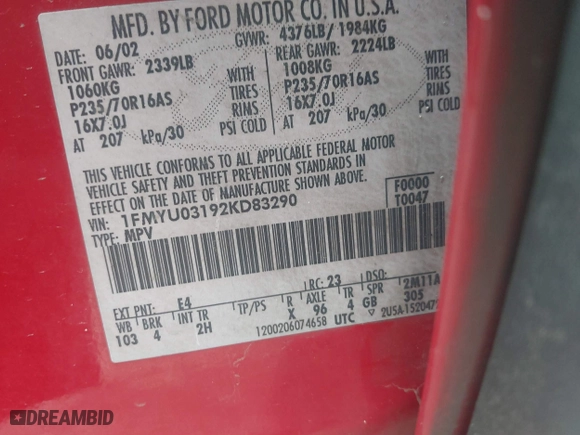 MFD. BY FORD MOTOR CO. IN U.S.A.
DATE: 06/02 GVWR: 4376LB/ 1984KG
FRONT GAWR: 2339LB REAR GAWR: 2224LB
1060KG WITH 1008KG WITH
P235/70R16AS TIRES P235/70R16AS TIRES
16X7.0J RIMS 16X7.0J RIMS
AT 207 kPa/30 PSI COLD AT 207 kPa/30 PSI COLD
THIS VEHICLE CONFORMS TO ALL APPLICABLE FEDERAL MOTOR
VEHICLE SAFETY AND THEFT PREVENTION STANDARDS IN
EFFECT ON THE DATE OF MANUFACTURE SHOWN ABOVE.
VIN: 1FMYU03192KD83290 F0000
TYPE: MPV T0047
EXT PNT: E4 RC: 23 DSO:
WB BRK INT TR TP/PS R AXLE TR SPR 2M11A
103 4 2H X 96 4 GB 305
1200206074658 UTC 2U5A-1520472
DREAMBID